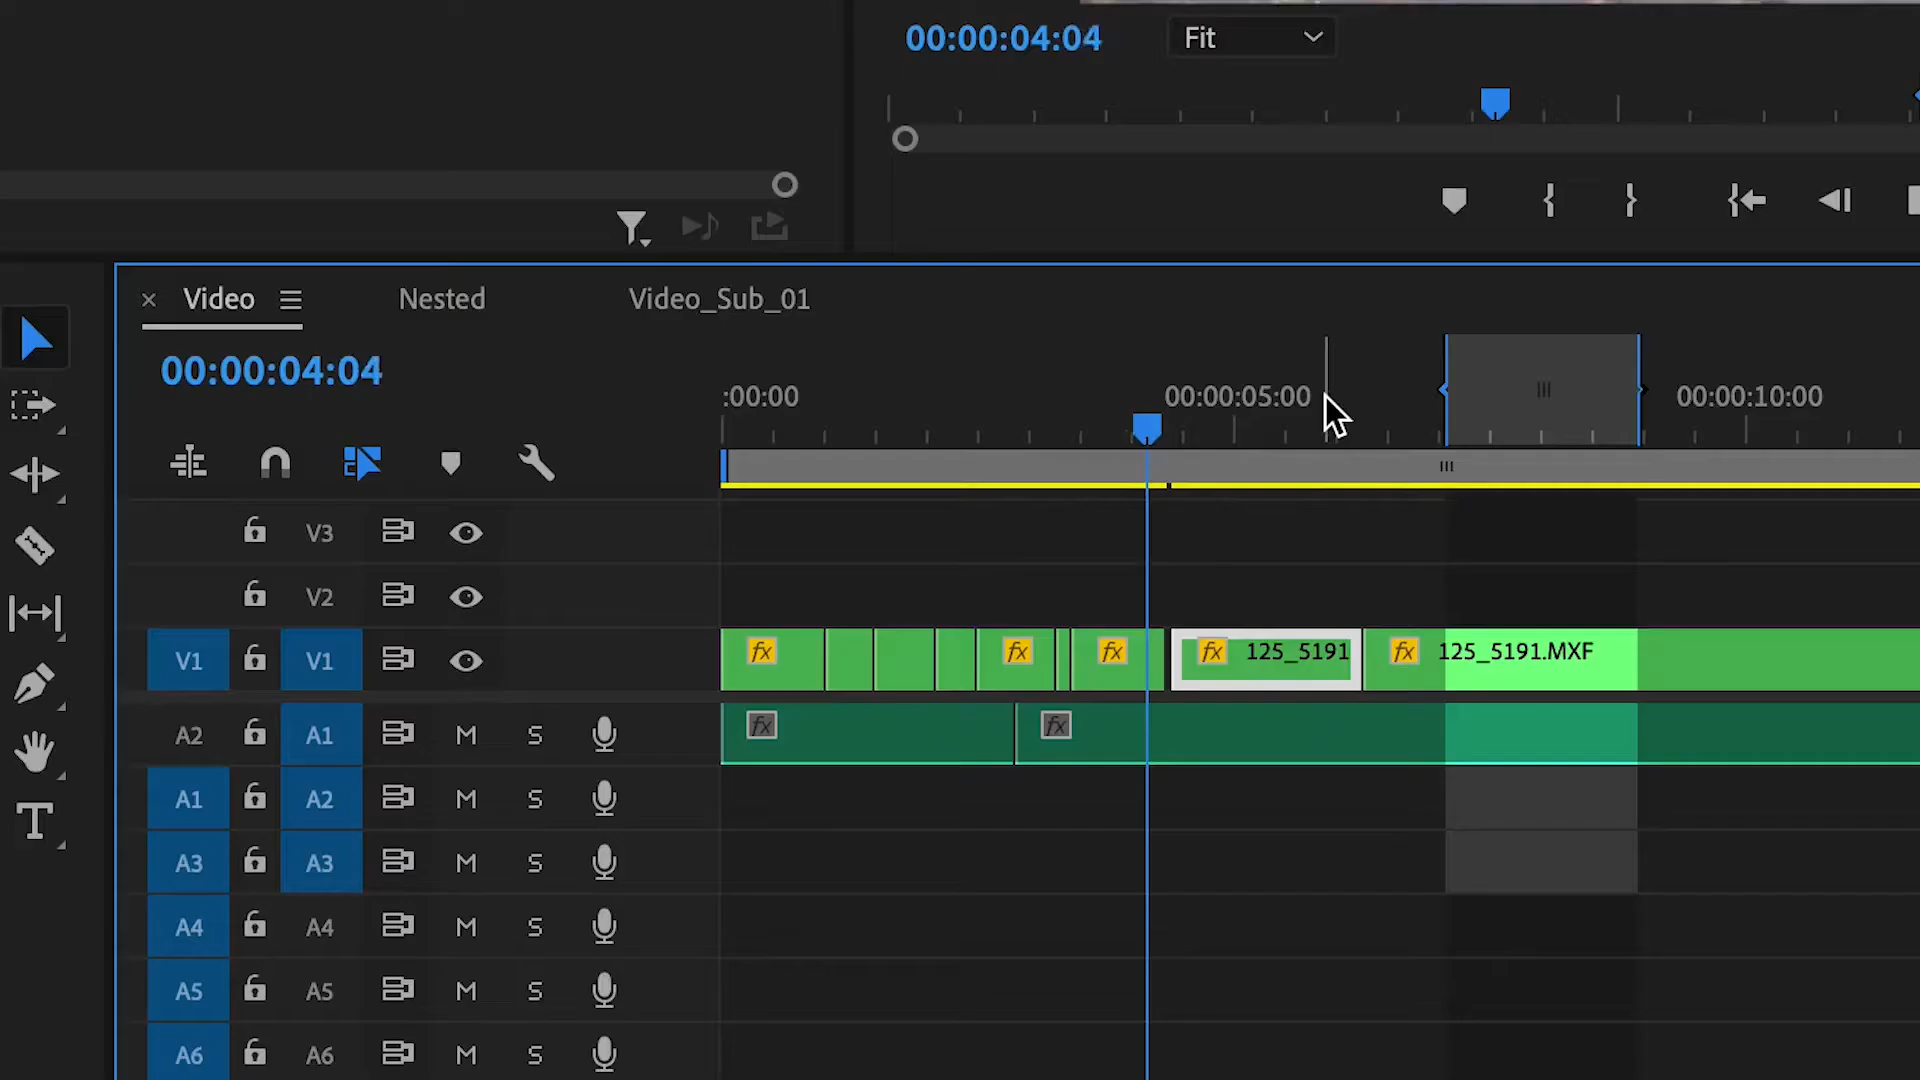 00:00:04:04 Fit
Video Nested Video_Sub_01
00:00:04:04
:00:00 00:00:05:00 00:00:10:00
V3
V2
V1 V1 fx fx fx fx 125_5191 fx 125_5191.MXF
A2 A1 M S fx fx
A1 A2 M S
A3 A3 M S
A4 A4 M S
A5 A5 M S
A6 A6 M S
T